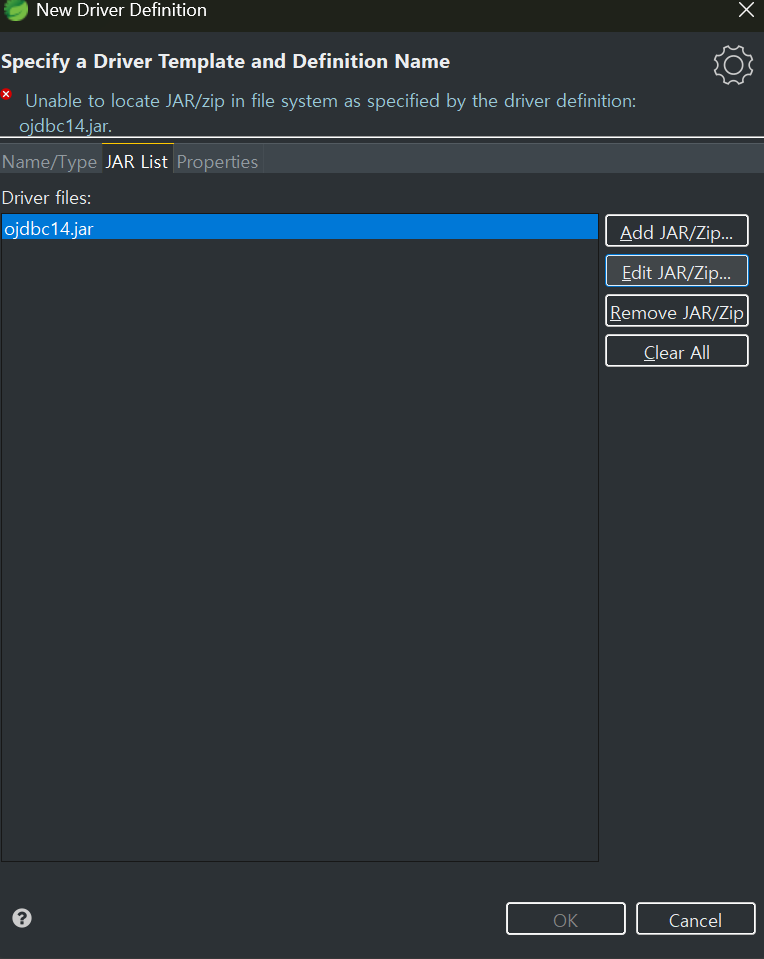 New Driver Definition
Specify a Driver Template and Definition Name
Unable to locate JAR/zip in file system as specified by the driver definition:
ojdbc14.jar.
Name/Type JAR List Properties
Driver files:
ojdbc14.jar
Add JAR/Zip...
Edit JAR/Zip...
Remove JAR/Zip
Clear All
OK Cancel